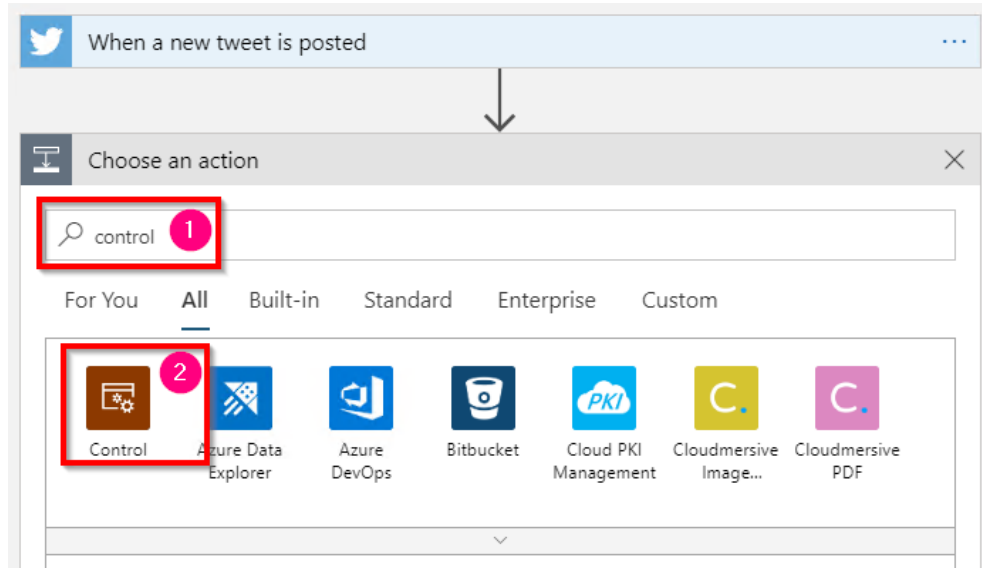 When a new tweet is posted
Choose an action
control 1
For You All Built-in Standard Enterprise Custom
2
C. C.
PKI
Control Azure Data Azure Bitbucket Cloud PKI Cloudmersive Cloudmersive
Explorer DevOps Management Image... PDF